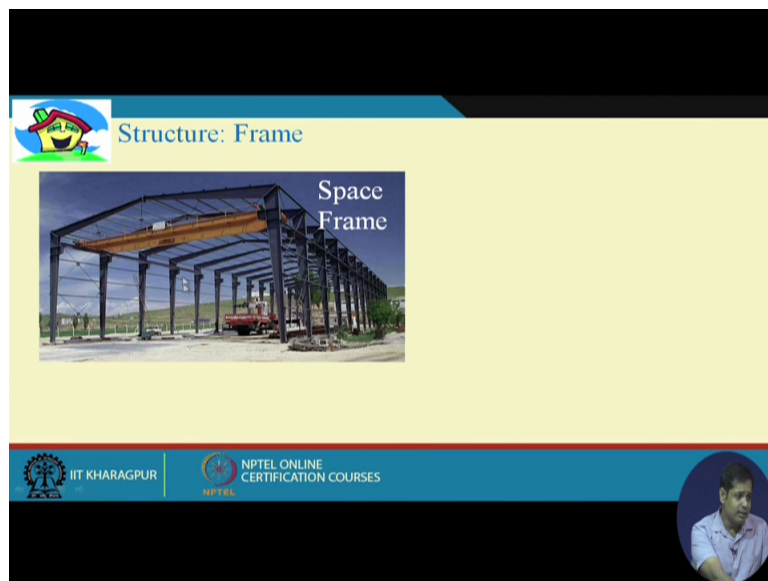 Structure: Frame
Space
Frame
IIT KHARAGPUR
NPTEL ONLINE
CERTIFICATION COURSES
NPTEL